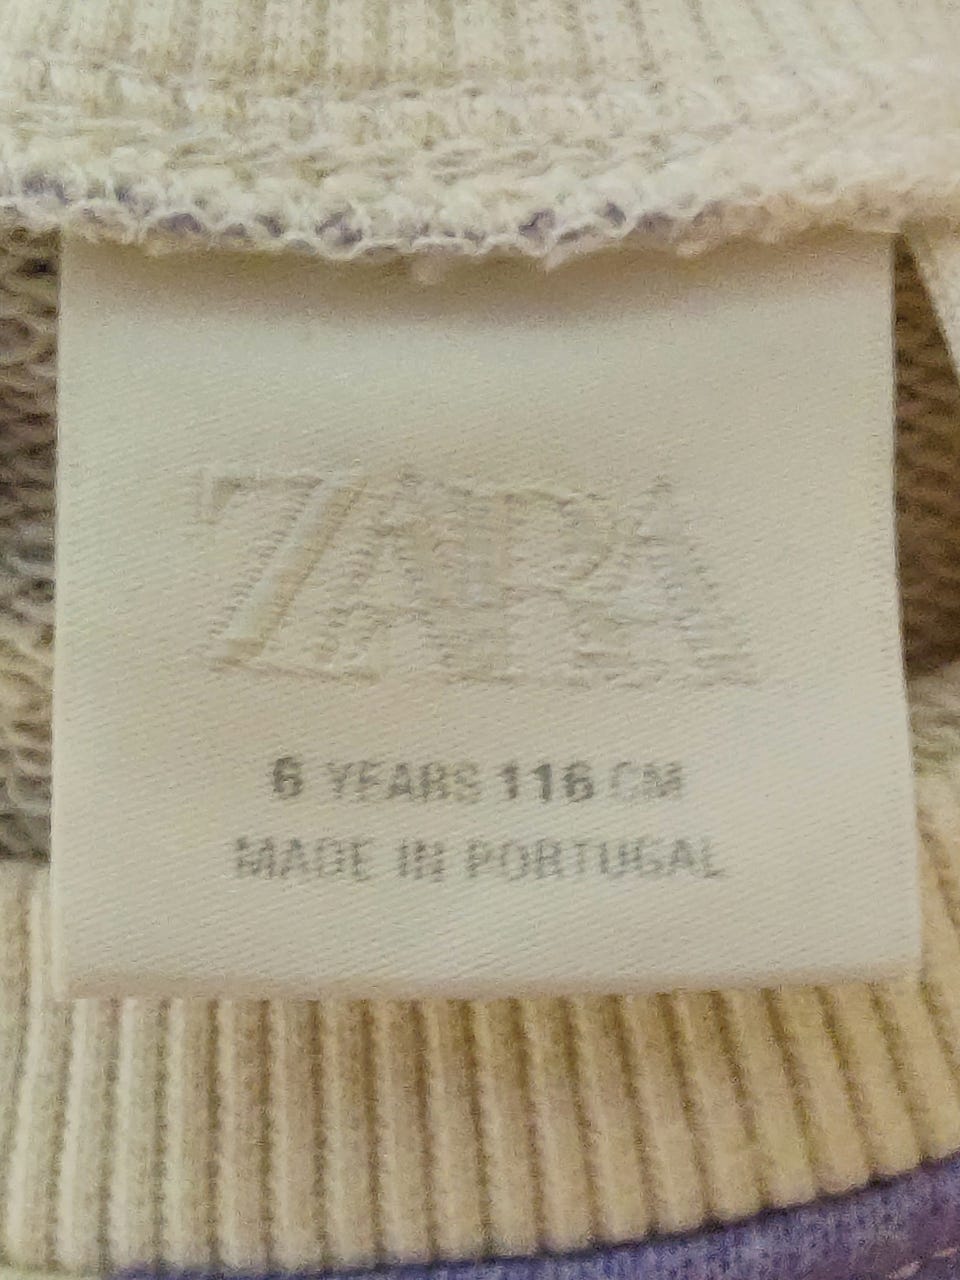 ZARA
6 YEARS 116 CM
MADE IN PORTUGAL